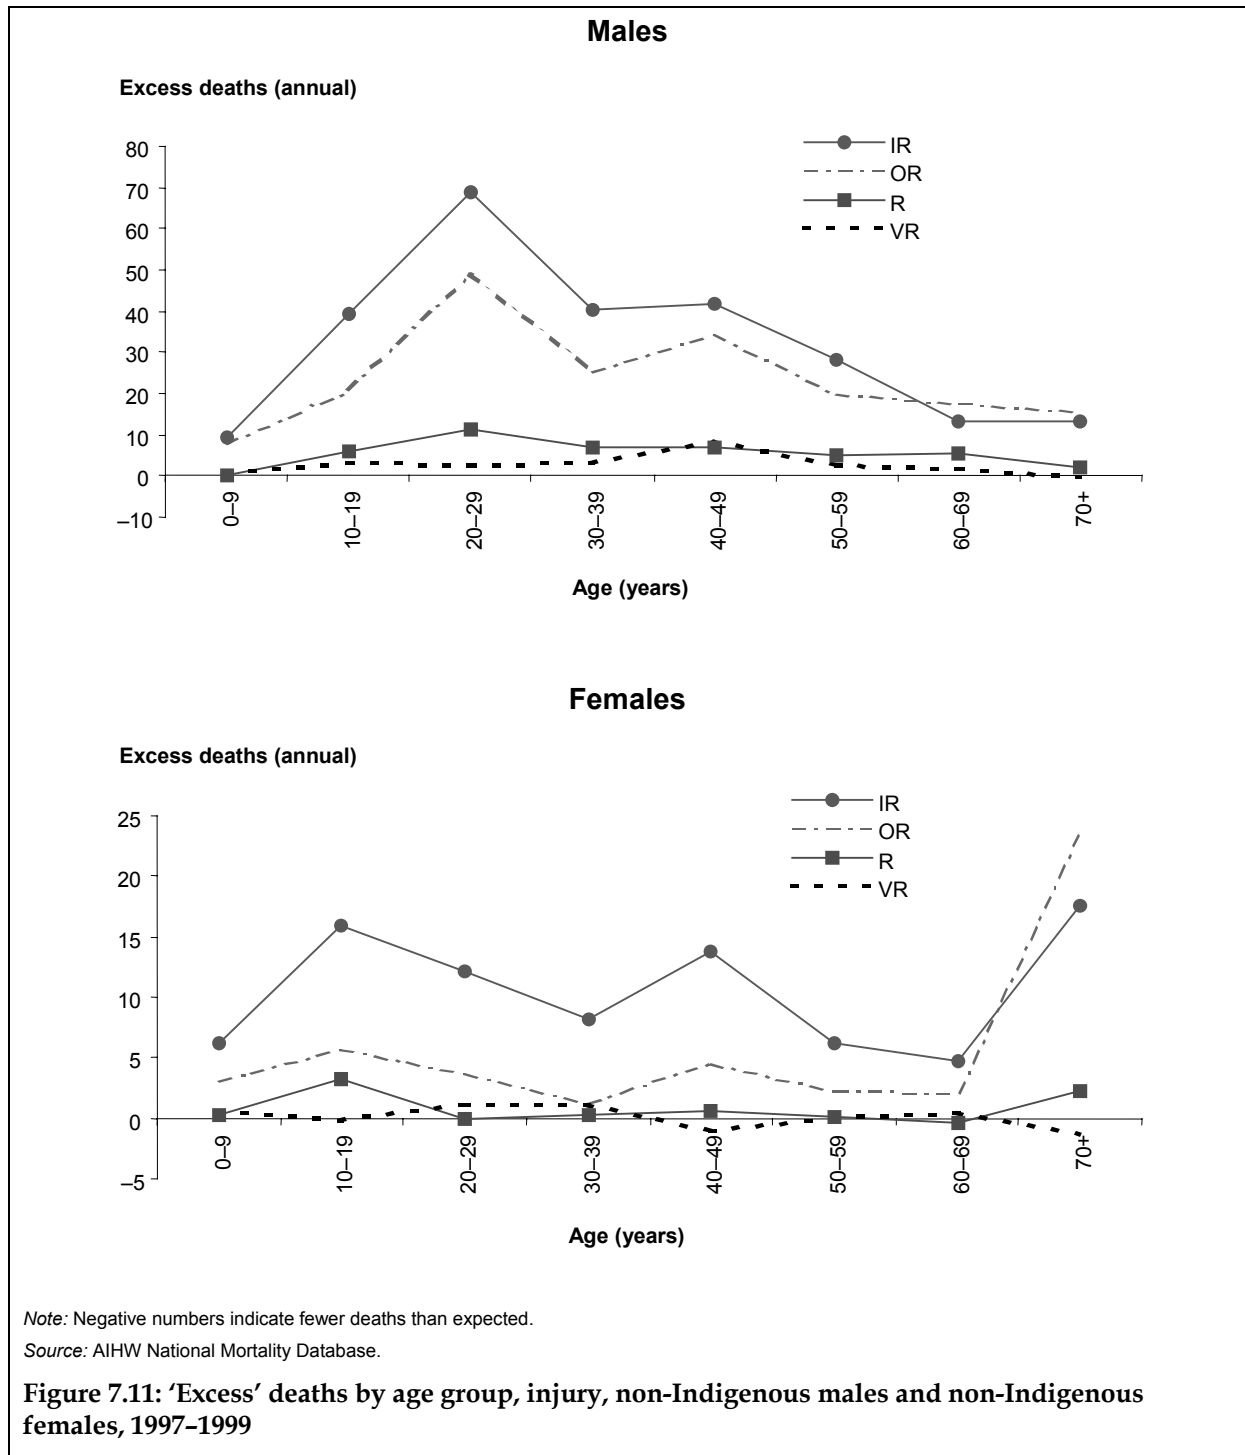 Males
Excess deaths (annual)
80
70
60
50
40
30
20
10
0
–10
IR
OR
R
VR
0–9
10–19
20–29
30–39
40–49
50–59
60–69
70+
Age (years)
Females
Excess deaths (annual)
25
20
15
10
5
0
–5
IR
OR
R
VR
0–9
10–19
20–29
30–39
40–49
50–59
60–69
70+
Age (years)
Note: Negative numbers indicate fewer deaths than expected.
Source: AIHW National Mortality Database.
Figure 7.11: ‘Excess’ deaths by age group, injury, non-Indigenous males and non-Indigenous
females, 1997–1999